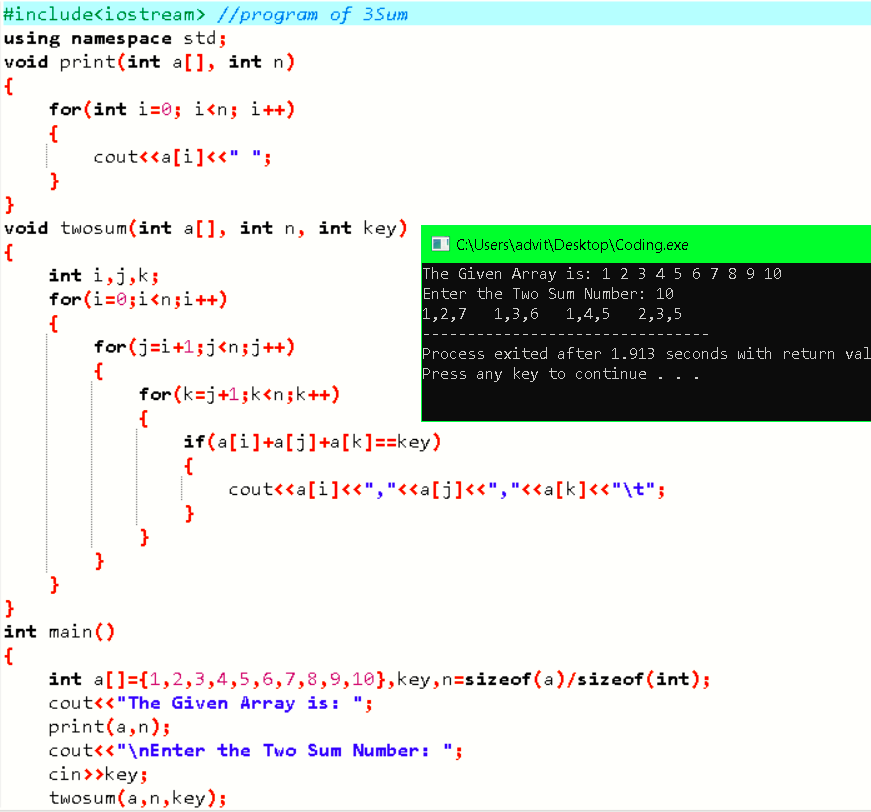 #include<iostream> //program of 3Sum
using namespace std;
void print(int a[], int n)
{
    for(int i=0; i<n; i++)
    {
        cout<<a[i]<<" ";
    }
}
void twosum(int a[], int n, int key)
{
    int i,j,k;
    for(i=0;i<n;i++)
    {
        for(j=i+1;j<n;j++)
        {
            for(k=j+1;k<n;k++)
            {
                if(a[i]+a[j]+a[k]==key)
                {
                    cout<<a[i]<<","<<a[j]<<","<<a[k]<<"\t";
                }
            }
        }
    }
}
int main()
{
    int a[]={1,2,3,4,5,6,7,8,9,10},key,n=sizeof(a)/sizeof(int);
    cout<<"The Given Array is: ";
    print(a,n);
    cout<<"\nEnter the Two Sum Number: ";
    cin>>key;
    twosum(a,n,key);
C:\Users\advit\Desktop\Coding.exe
The Given Array is: 1 2 3 4 5 6 7 8 9 10
Enter the Two Sum Number: 10
1,2,7   1,3,6   1,4,5   2,3,5
--------------------------------
Process exited after 1.913 seconds with return val
Press any key to continue . . .